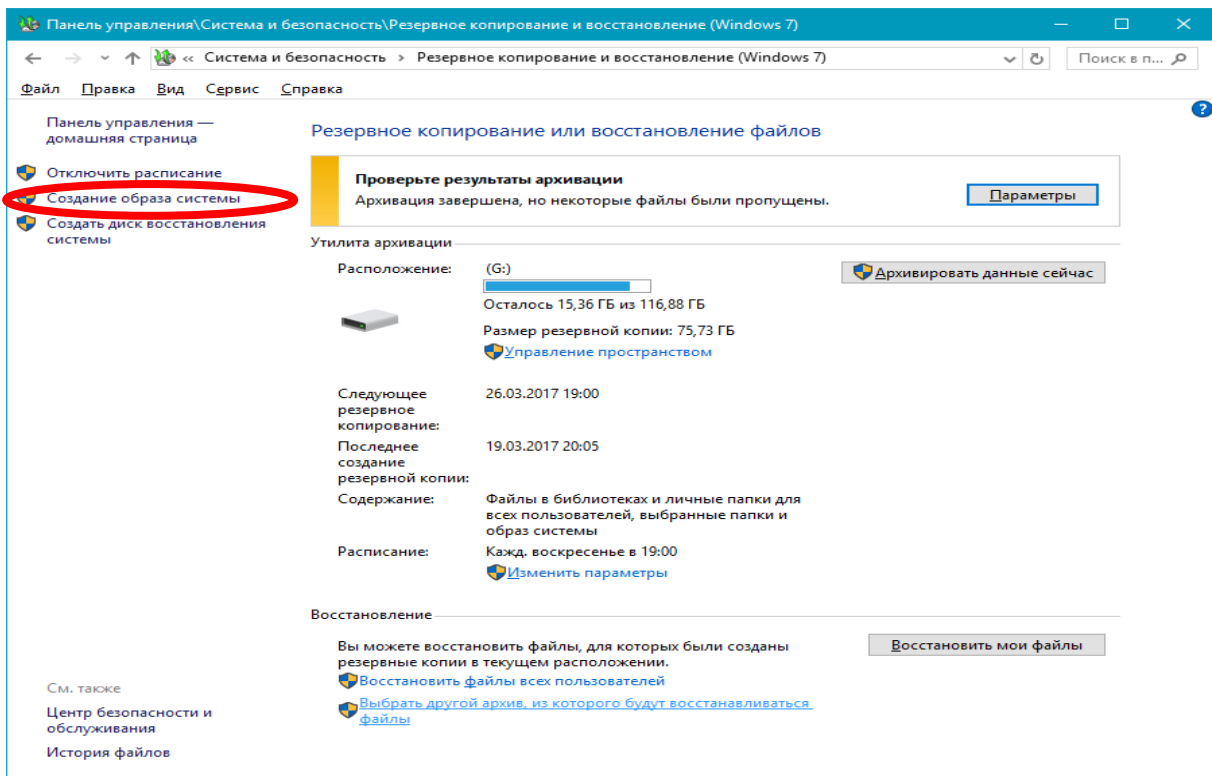 Панель управления\Система и безопасность\Резервное копирование и восстановление (Windows 7)
« Система и безопасность › Резервное копирование и восстановление (Windows 7)
Поиск в п...
Файл Правка Вид Сервис Справка
Панель управления —
домашняя страница
Отключить расписание
Создание образа системы
Создать диск восстановления
системы
Резервное копирование или восстановление файлов
Проверьте результаты архивации
Архивация завершена, но некоторые файлы были пропущены.
Параметры
Утилита архивации
Расположение:
(G:)
Архивировать данные сейчас
Осталось 15,36 ГБ из 116,88 ГБ
Размер резервной копии: 75,73 ГБ
Управление пространством
Следующее
резервное
копирование:
26.03.2017 19:00
Последнее
создание
резервной копии:
19.03.2017 20:05
Содержание:
Файлы в библиотеках и личные папки для
всех пользователей, выбранные папки и
образ системы
Расписание:
Кажд. воскресенье в 19:00
Изменить параметры
Восстановление
Вы можете восстановить файлы, для которых были созданы
резервные копии в текущем расположении.
Восстановить мои файлы
Восстановить файлы всех пользователей
Выбрать другой архив, из которого будут восстанавливаться
файлы
См. также
Центр безопасности и
обслуживания
История файлов